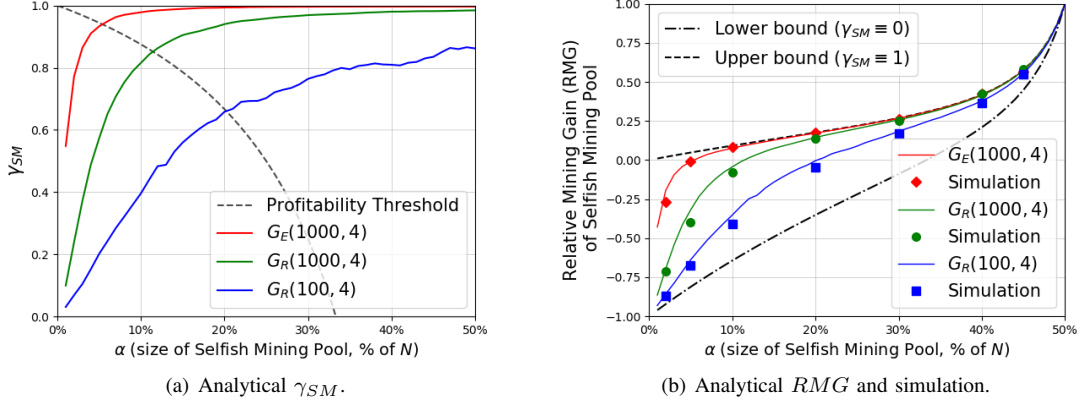 1.0
0.8
0.6
0.4
0.2
0.0
γSM
Profitability Threshold
GE(1000, 4)
GR(1000, 4)
GR(100, 4)
0%
10%
20%
30%
40%
50%
α (size of Selfish Mining Pool, % of N)
(a) Analytical γSM.
1.00
0.75
0.50
0.25
0.00
−0.25
−0.50
−0.75
−1.00
Relative Mining Gain (RMG)
of Selfish Mining Pool
Lower bound (γSM ≡ 0)
Upper bound (γSM ≡ 1)
GE(1000, 4)
Simulation
GR(1000, 4)
Simulation
GR(100, 4)
Simulation
0%
10%
20%
30%
40%
50%
α (size of Selfish Mining Pool, % of N)
(b) Analytical RMG and simulation.